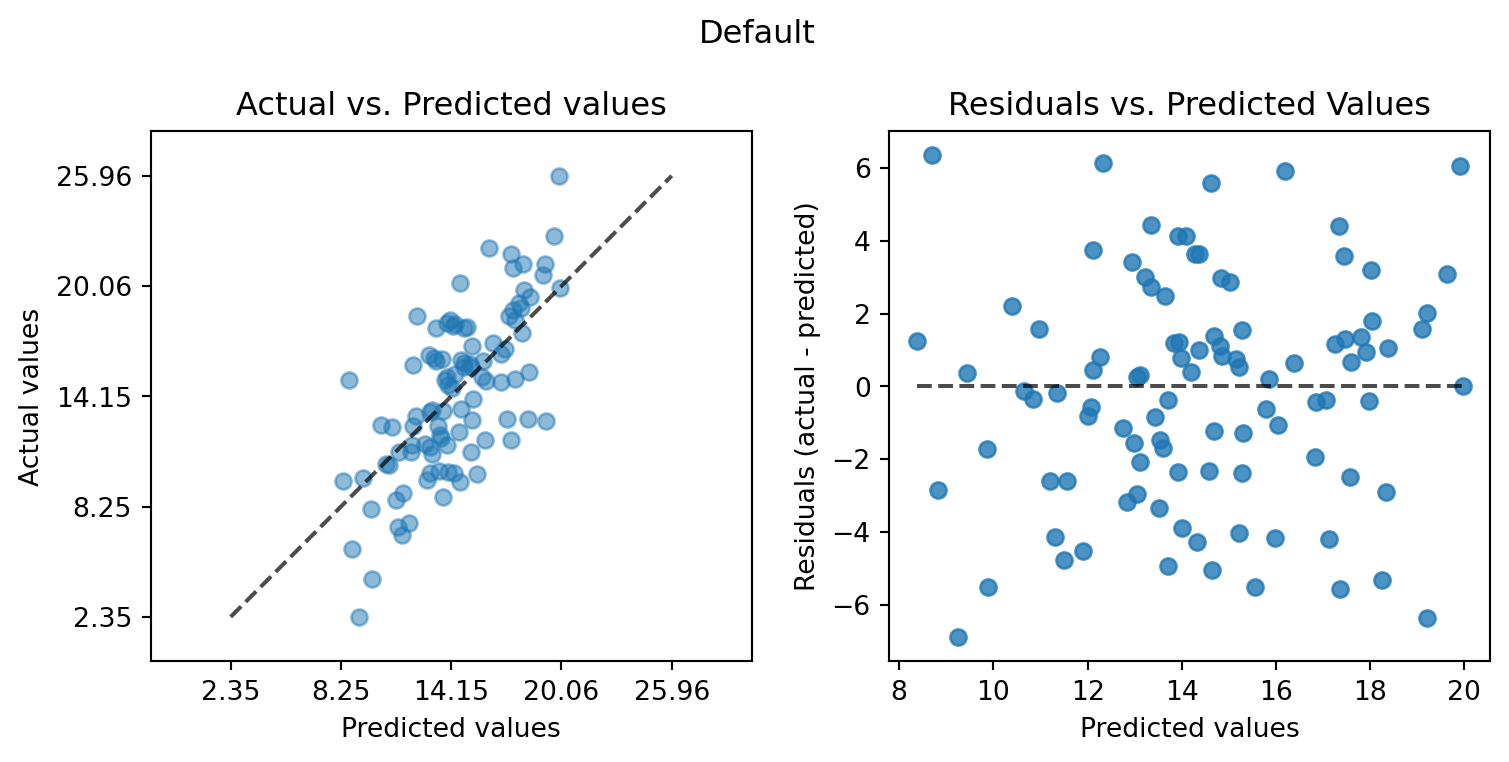 Default
Actual vs. Predicted values
25.96
20.06
14.15
8.25
2.35
Actual values
2.35 8.25 14.15 20.06 25.96
Predicted values
Residuals vs. Predicted Values
6
4
2
0
−2
−4
−6
Residuals (actual - predicted)
8 10 12 14 16 18 20
Predicted values